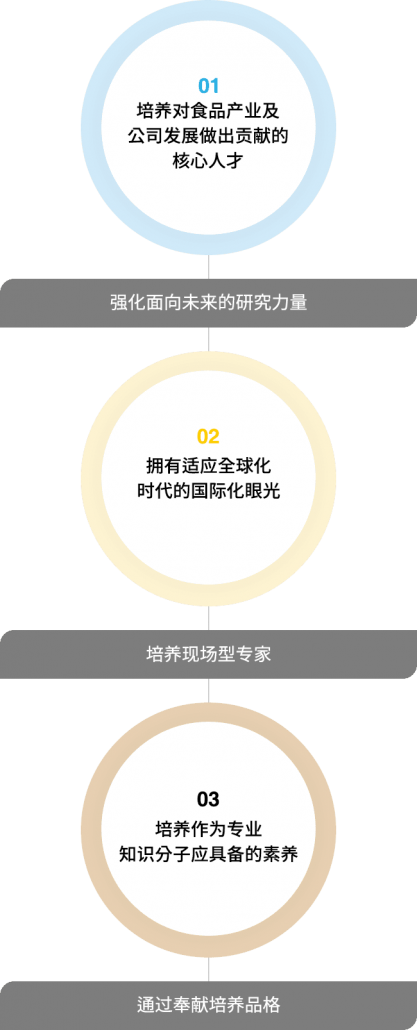 01
培养对食品产业及
公司发展做出贡献的
核心人才
强化面向未来的研究力量
02
拥有适应全球化
时代的国际化眼光
培养现场型专家
03
培养作为专业
知识分子应具备的素养
通过奉献培养品格